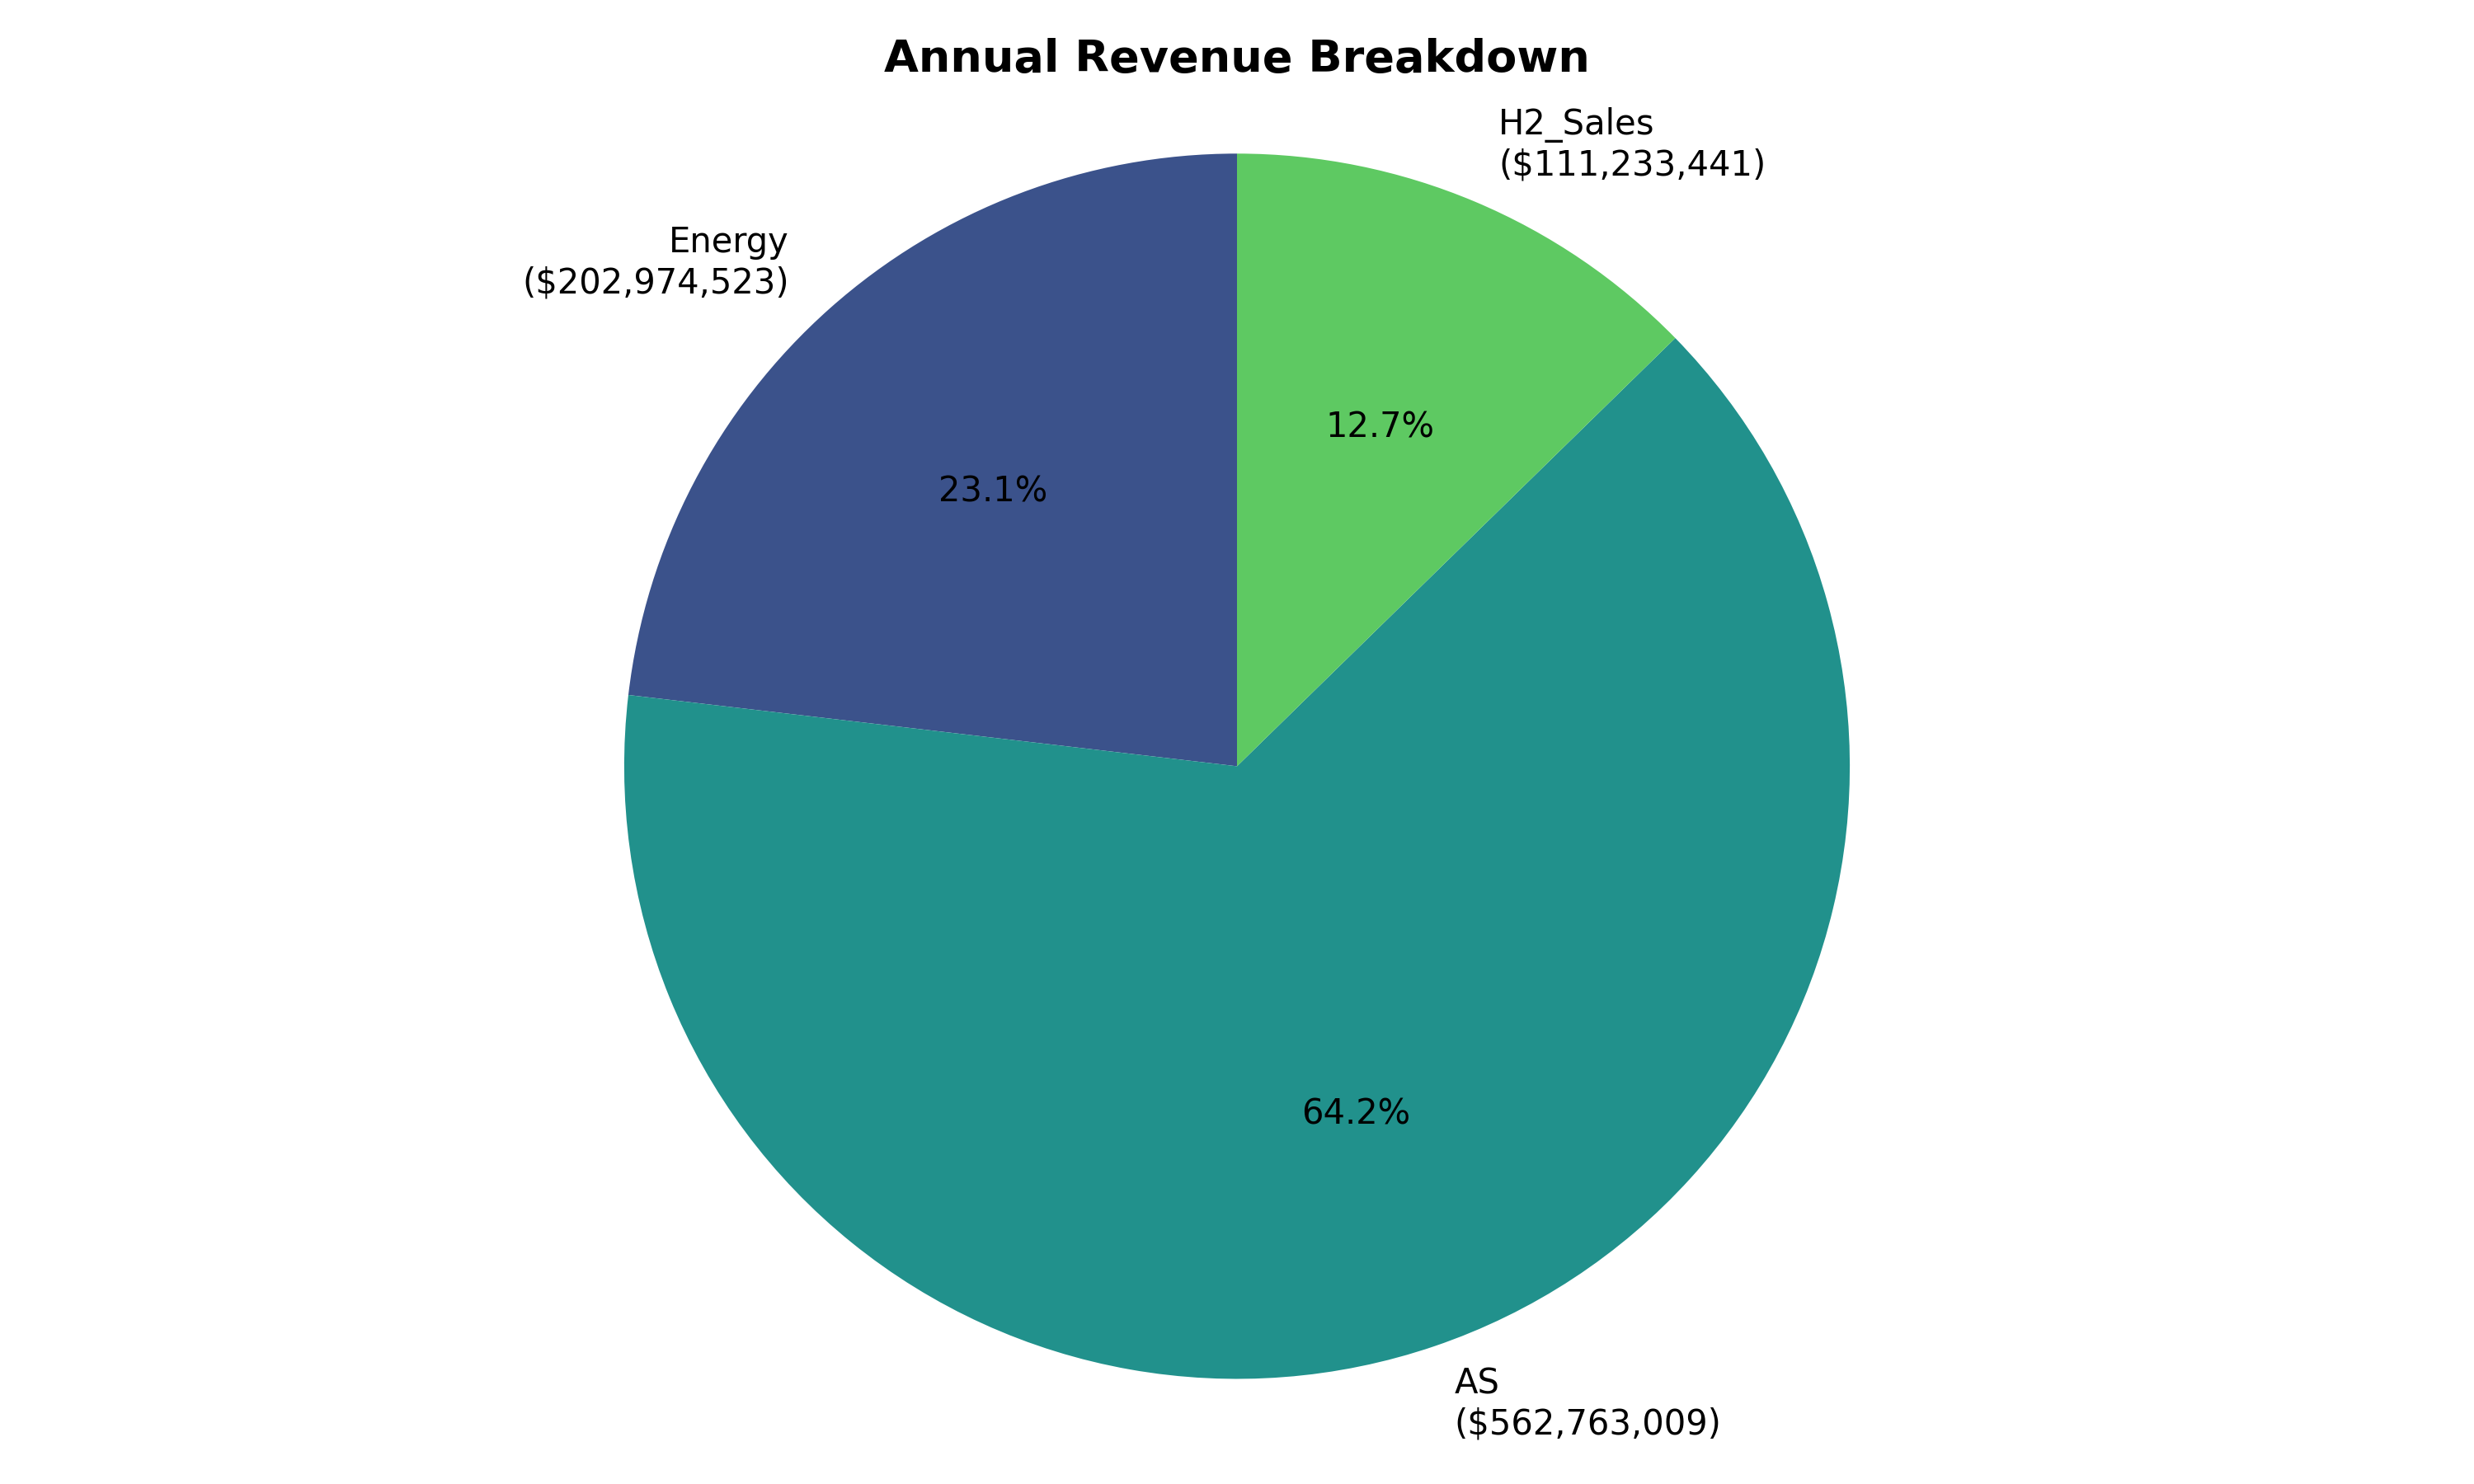 Annual Revenue Breakdown
H2_Sales
($111,233,441)
Energy
($202,974,523)
12.7%
23.1%
64.2%
AS
($562,763,009)